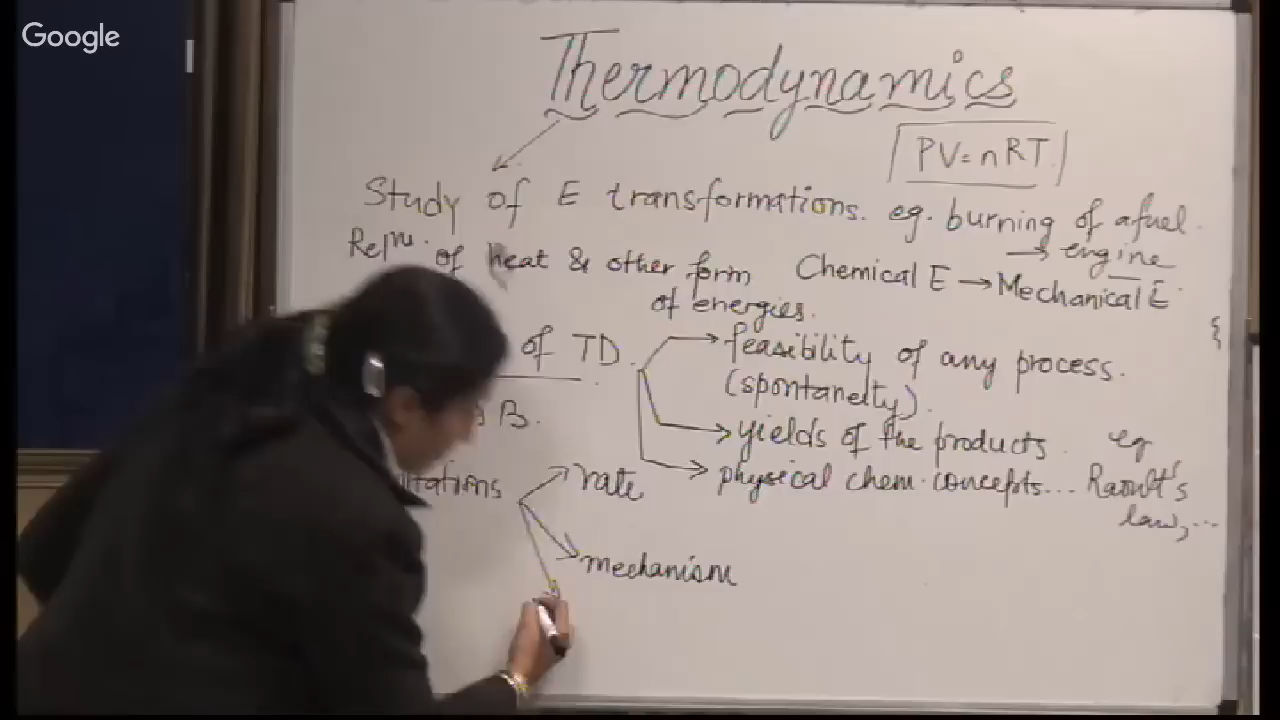 Google
Thermodynamics
PV = nRT
Study of E transformations. eg. burning of a fuel.
→ engine
of heat & other form
of energies.
Chemical E → Mechanical E
of TD
→ feasibility of any process.
(spontaneity).
→ yields of the products
→ physical chem. concepts... eg Raoult's
law,...
B.
→ rate
→ mechanism